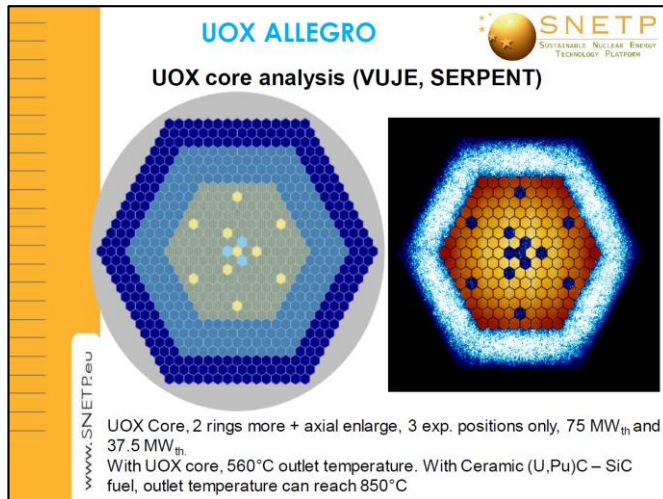 UOX ALLEGRO
SNETP
SUSTAINABLE NUCLEAR ENERGY
TECHNOLOGY PLATFORM
UOX core analysis (VUJE, SERPENT)
www.SNETP.eu
UOX Core, 2 rings more + axial enlarge, 3 exp. positions only, 75 MWth and
37.5 MWth.
With UOX core, 560°C outlet temperature. With Ceramic (U,Pu)C – SiC
fuel, outlet temperature can reach 850°C